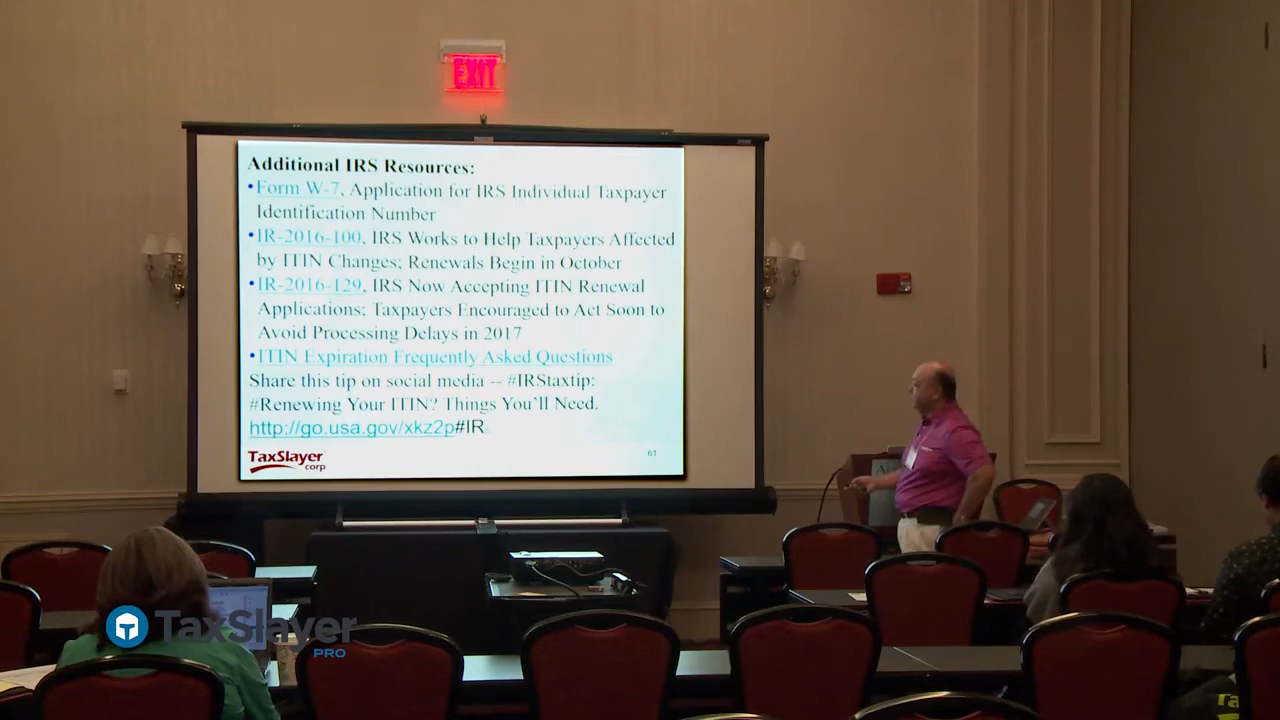 EXIT
Additional IRS Resources:
•Form W-7, Application for IRS Individual Taxpayer
Identification Number
•IR-2016-100, IRS Works to Help Taxpayers Affected
by ITIN Changes; Renewals Begin in October
•IR-2016-129, IRS Now Accepting ITIN Renewal
Applications: Taxpayers Encouraged to Act Soon to
Avoid Processing Delays in 2017
•ITIN Expiration Frequently Asked Questions
Share this tip on social media -- #IRStaxtip:
#Renewing Your ITIN? Things You'll Need.
http://go.usa.gov/xkz2p#IR
TaxSlayer
corp
61
TaxSlayer
PRO